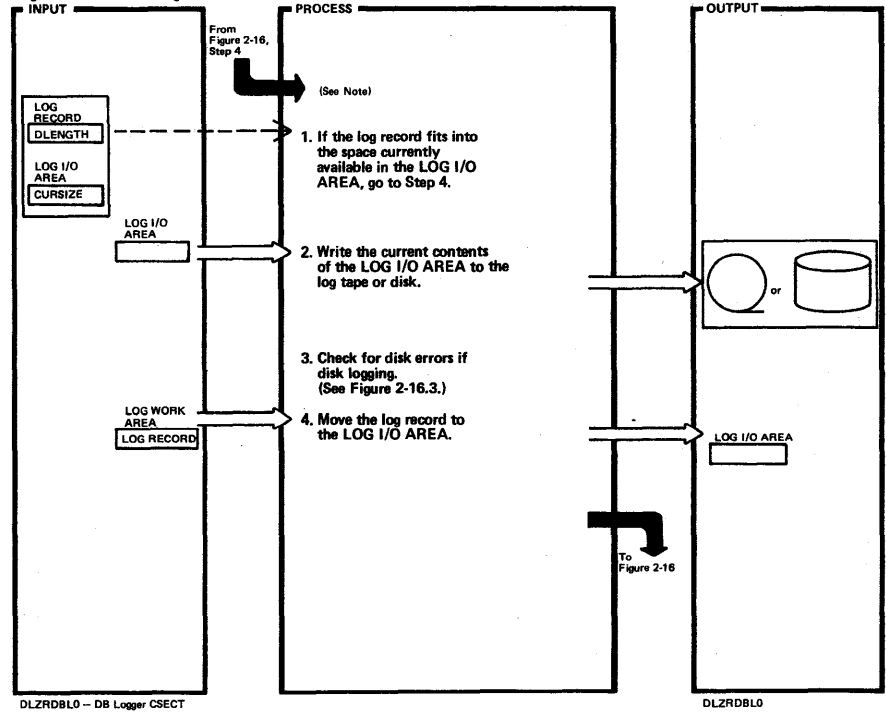 INPUT
PROCESS
OUTPUT
From
Figure 2-16,
Step 4
(See Note)
LOG
RECORD
DLENGTH
LOG I/O
AREA
CURSIZE
1. If the log record fits into
the space currently
available in the LOG I/O
AREA, go to Step 4.
LOG I/O
AREA
2. Write the current contents
of the LOG I/O AREA to the
log tape or disk.
or
3. Check for disk errors if
disk logging.
(See Figure 2-16.3.)
LOG WORK
AREA
LOG RECORD
4. Move the log record to
the LOG I/O AREA.
LOG I/O AREA
To
Figure 2-16
DLZRDBL0 -- DB Logger CSECT
DLZRDBL0